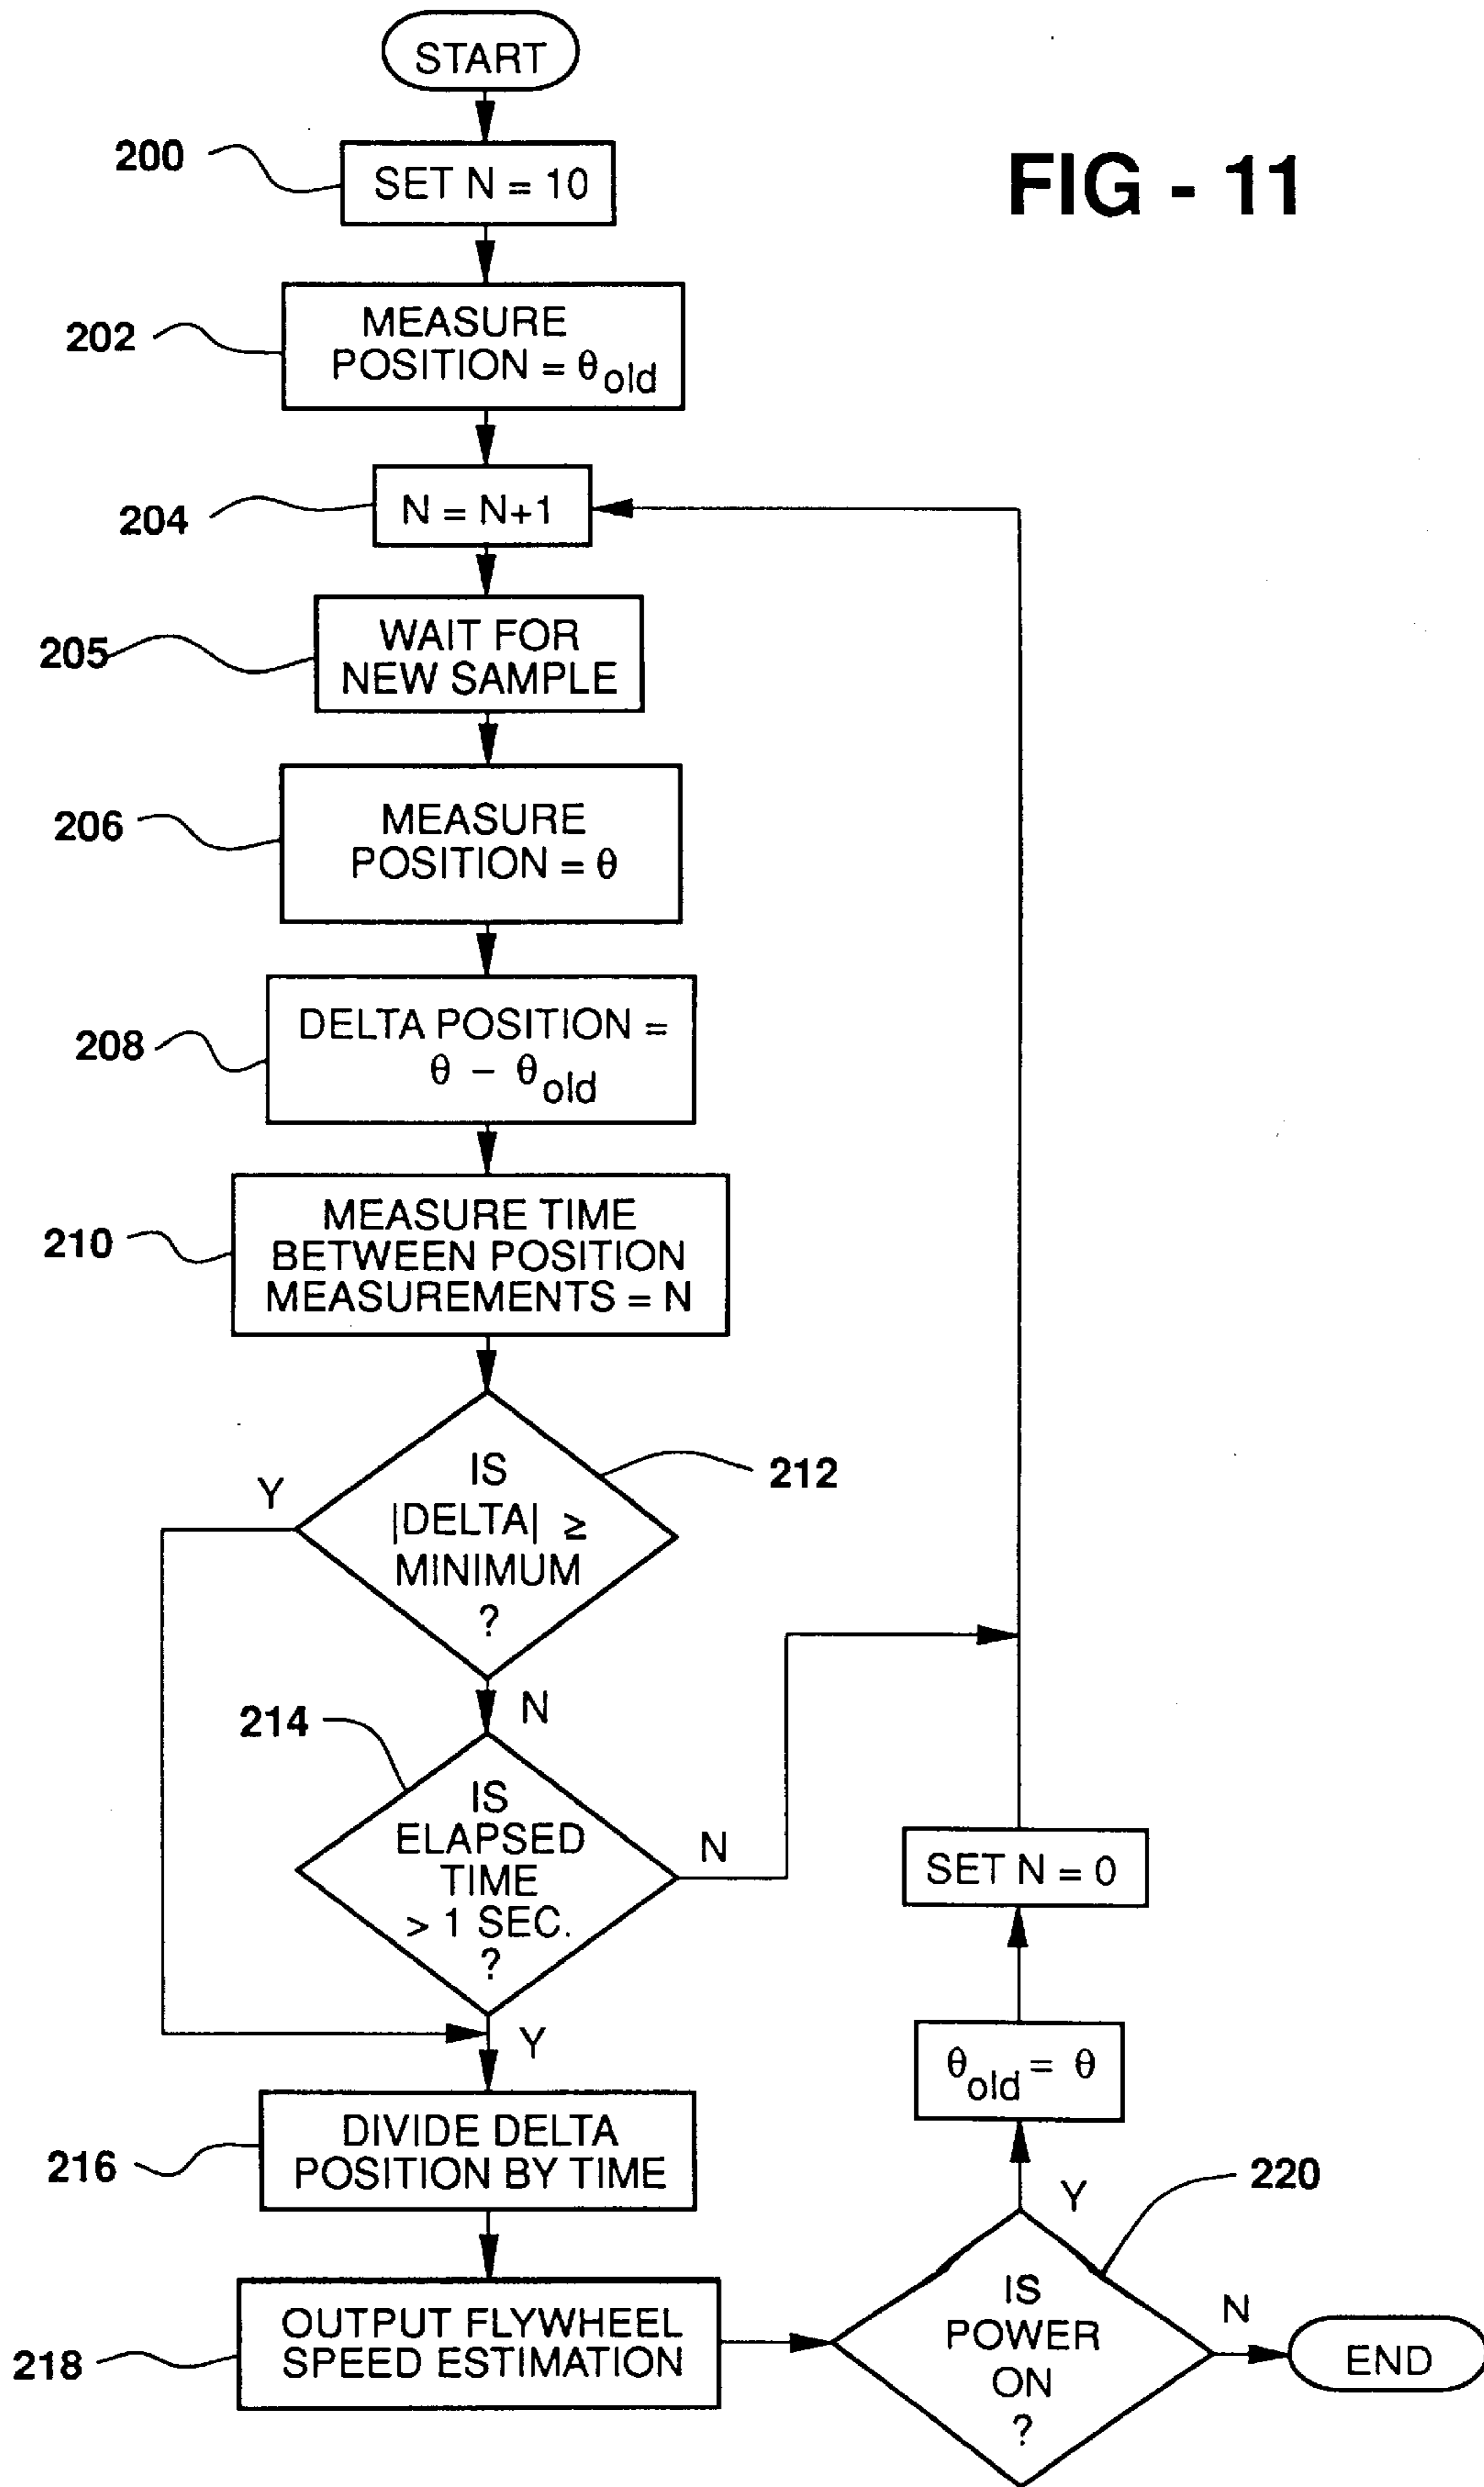 START
FIG - 11
200
SET N = 10
202
MEASURE
POSITION = θold
204
N = N+1
205
WAIT FOR
NEW SAMPLE
206
MEASURE
POSITION = θ
208
DELTA POSITION =
θ - θold
210
MEASURE TIME
BETWEEN POSITION
MEASUREMENTS = N
212
IS
|DELTA| ≥
MINIMUM
?
Y
N
214
IS
ELAPSED
TIME
> 1 SEC.
?
N
Y
216
DIVIDE DELTA
POSITION BY TIME
218
OUTPUT FLYWHEEL
SPEED ESTIMATION
220
IS
POWER
ON
?
Y
N
END
θold = θ
SET N = 0